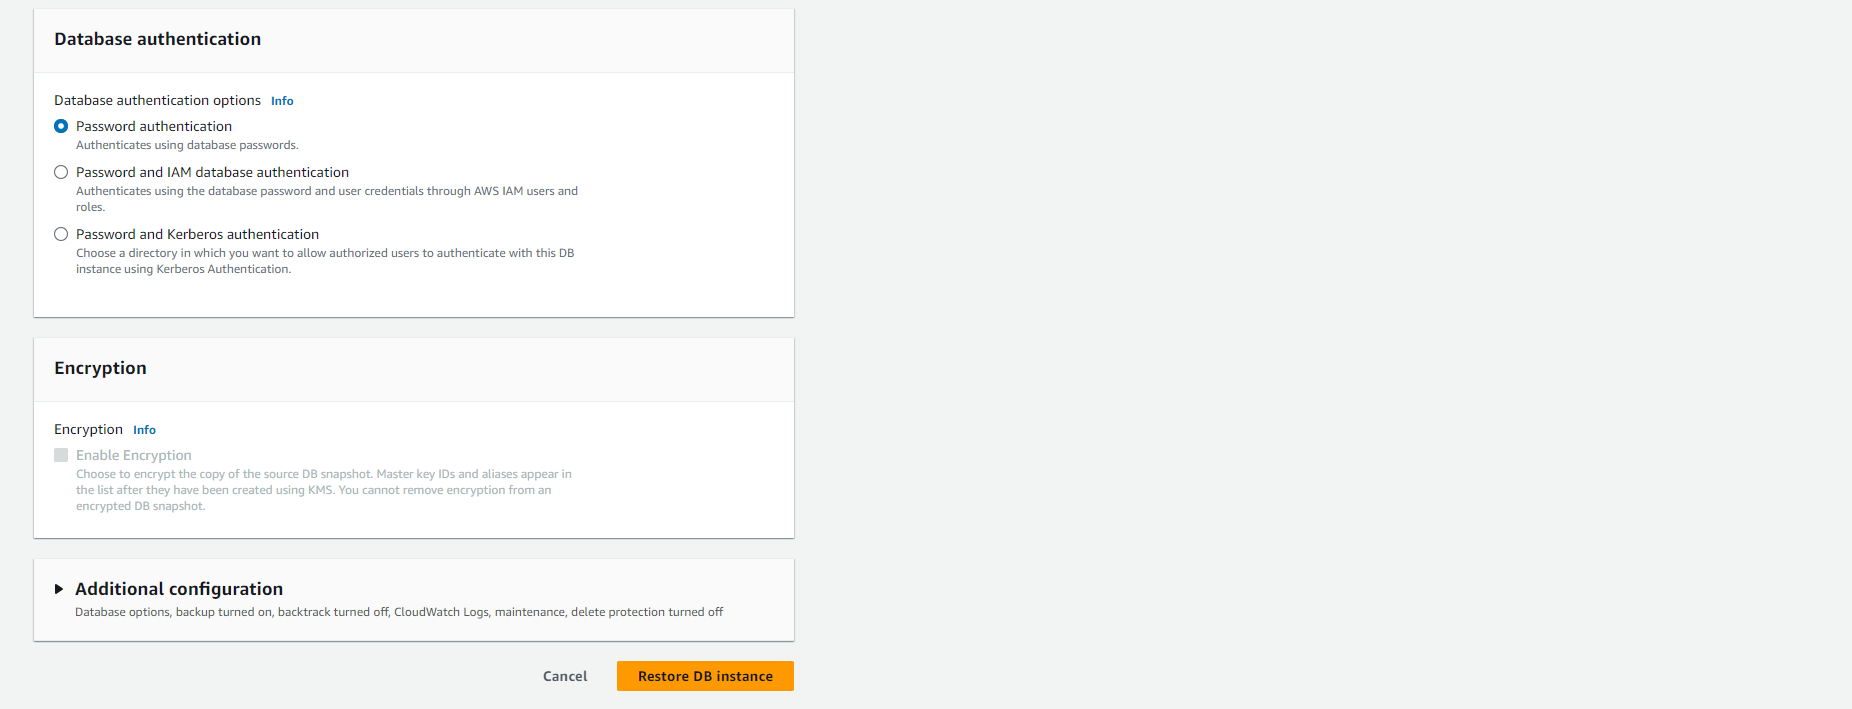 Database authentication
Database authentication options Info
Password authentication
Authenticates using database passwords.
Password and IAM database authentication
Authenticates using the database password and user credentials through AWS IAM users and
roles.
Password and Kerberos authentication
Choose a directory in which you want to allow authorized users to authenticate with this DB
instance using Kerberos Authentication.
Encryption
Encryption Info
Enable Encryption
Choose to encrypt the copy of the source DB snapshot. Master key IDs and aliases appear in
the list after they have been created using KMS. You cannot remove encryption from an
encrypted DB snapshot.
Additional configuration
Database options, backup turned on, backtrack turned off, CloudWatch Logs, maintenance, delete protection turned off
Cancel Restore DB instance